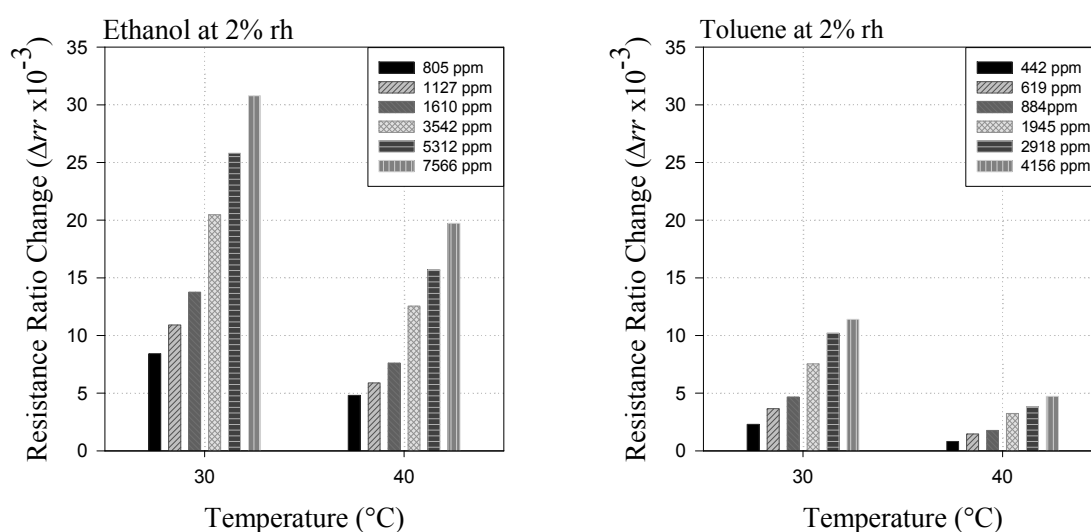 Ethanol at 2% rh
Resistance Ratio Change (Δrr x10-3)
35
30
25
20
15
10
5
0
805 ppm
1127 ppm
1610 ppm
3542 ppm
5312 ppm
7566 ppm
30
40
Temperature (°C)
Toluene at 2% rh
Resistance Ratio Change (Δrr x10-3)
35
30
25
20
15
10
5
0
442 ppm
619 ppm
884ppm
1945 ppm
2918 ppm
4156 ppm
30
40
Temperature (°C)